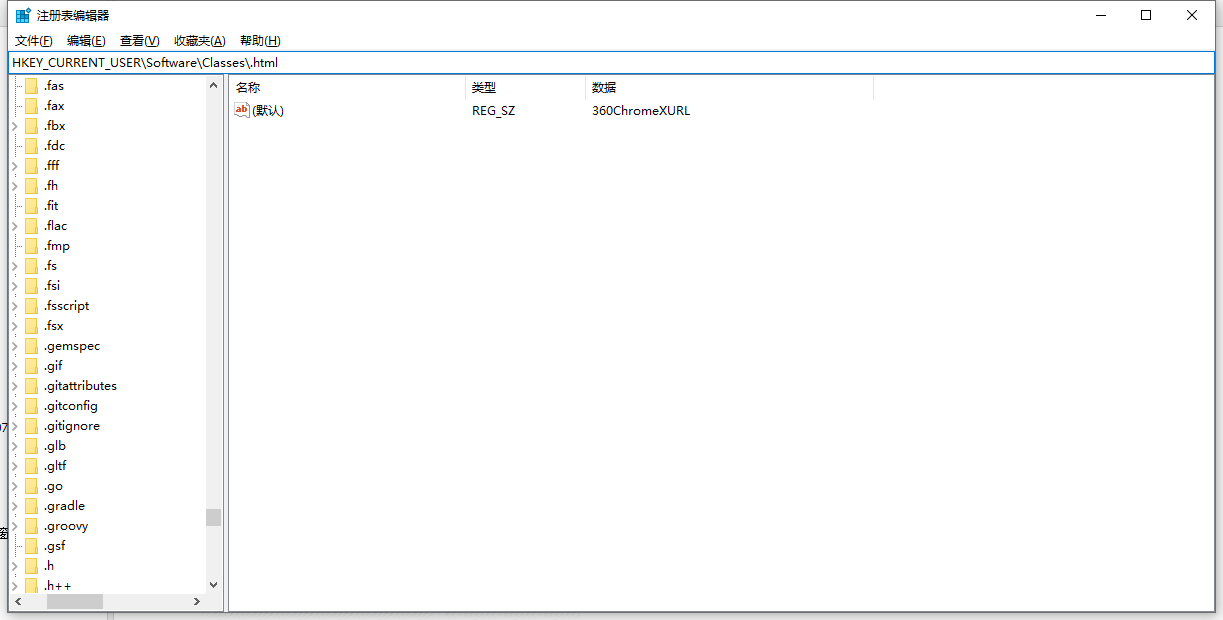 注册表编辑器
文件(F) 编辑(E) 查看(V) 收藏夹(A) 帮助(H)
HKEY_CURRENT_USER\Software\Classes\.html
名称 类型 数据
ab (默认) REG_SZ 360ChromeXURL
.fas
.fax
.fbx
.fdc
.fff
.fh
.fit
.flac
.fmp
.fs
.fsi
.fsscript
.fsx
.gemspec
.gif
.gitattributes
.gitconfig
.gitignore
.glb
.gltf
.go
.gradle
.groovy
.gsf
.h
.h++